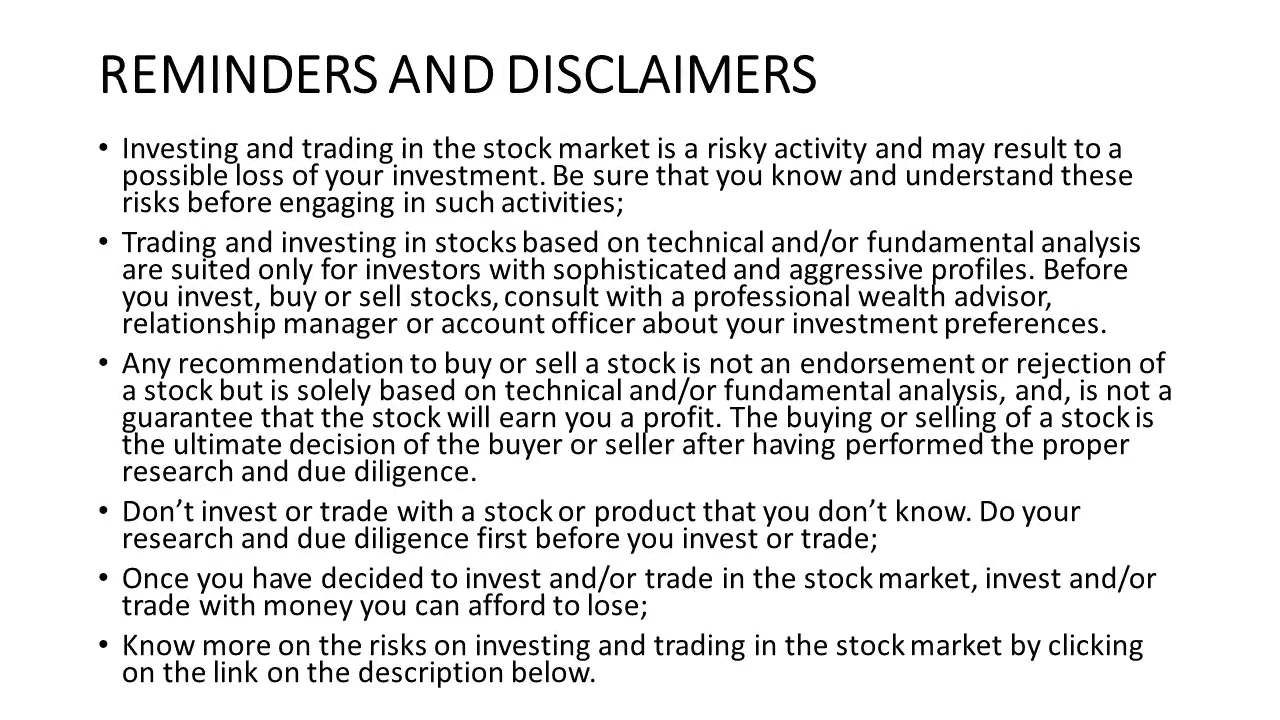 REMINDERS AND DISCLAIMERS
• Investing and trading in the stock market is a risky activity and may result to a
possible loss of your investment. Be sure that you know and understand these
risks before engaging in such activities;
• Trading and investing in stocks based on technical and/or fundamental analysis
are suited only for investors with sophisticated and aggressive profiles. Before
you invest, buy or sell stocks, consult with a professional wealth advisor,
relationship manager or account officer about your investment preferences.
• Any recommendation to buy or sell a stock is not an endorsement or rejection of
a stock but is solely based on technical and/or fundamental analysis, and, is not a
guarantee that the stock will earn you a profit. The buying or selling of a stock is
the ultimate decision of the buyer or seller after having performed the proper
research and due diligence.
• Don’t invest or trade with a stock or product that you don’t know. Do your
research and due diligence first before you invest or trade;
• Once you have decided to invest and/or trade in the stock market, invest and/or
trade with money you can afford to lose;
• Know more on the risks on investing and trading in the stock market by clicking
on the link on the description below.